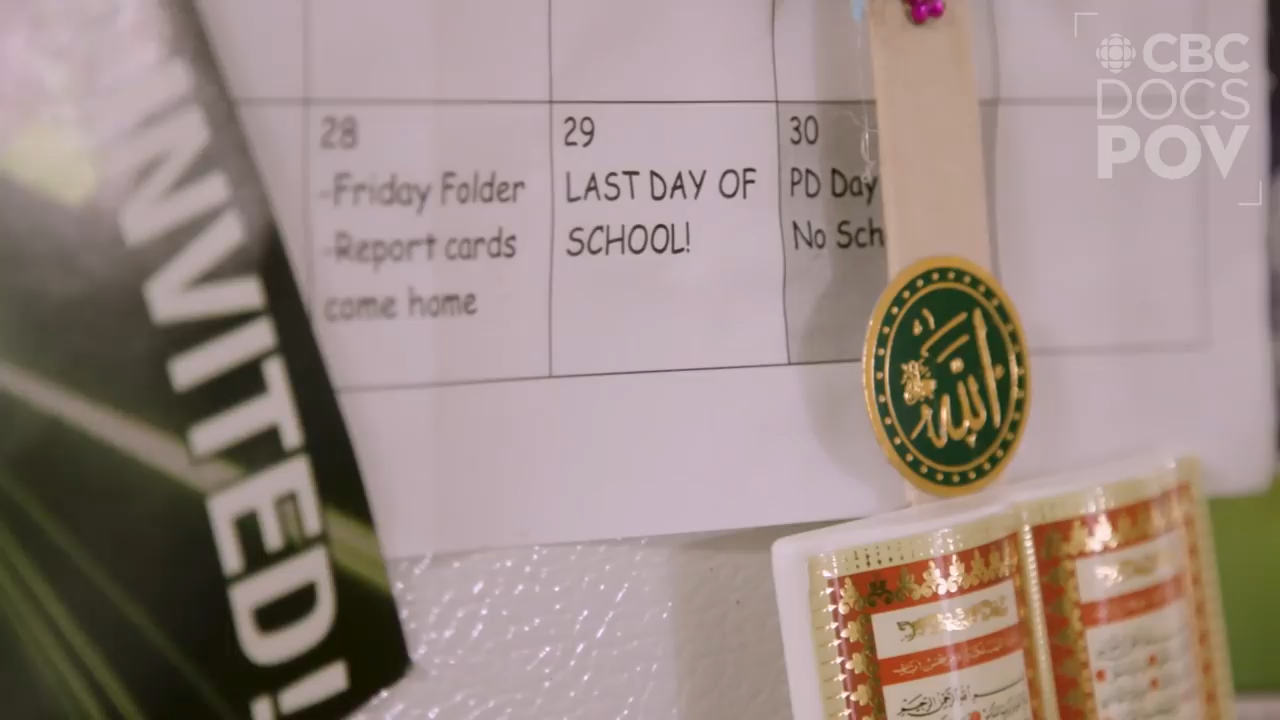 CBC
DOCS
POV
INVITED!
28
-Friday Folder
-Report cards
come home
29
LAST DAY OF
SCHOOL!
30
PD Day
No Sch
الله